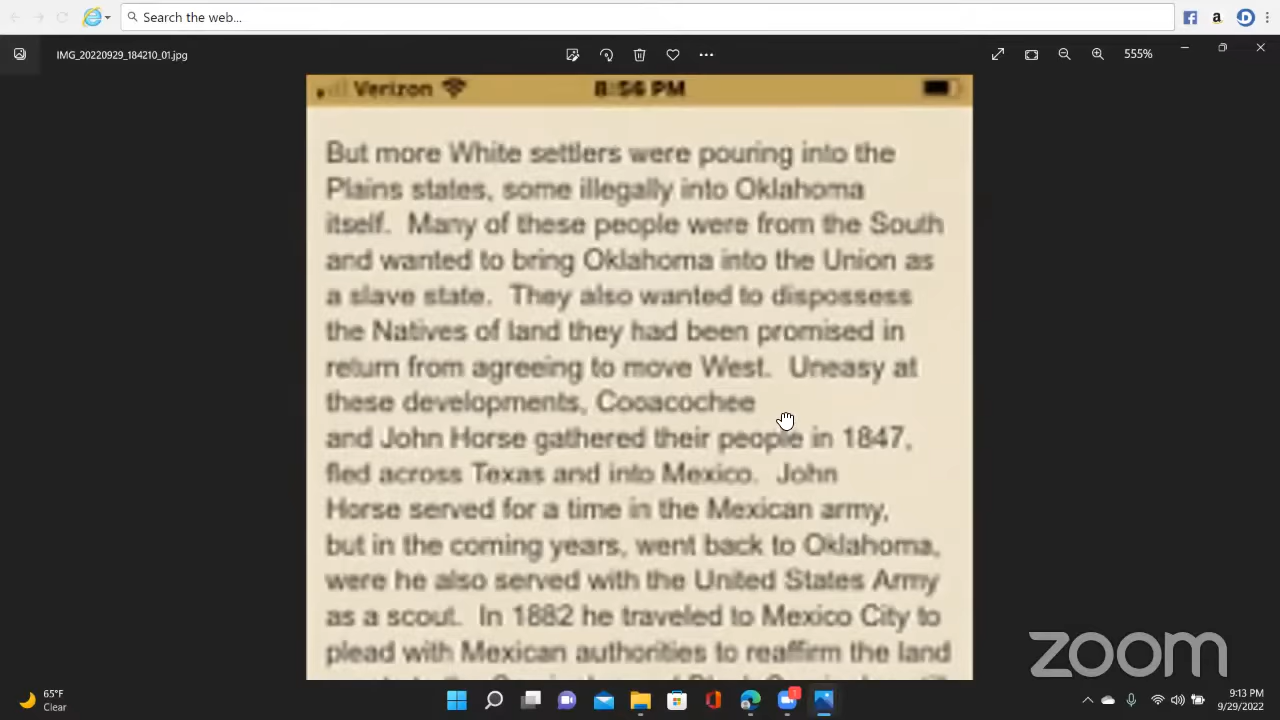 Search the web...
IMG_20220929_184210_01.jpg
555%
Verizon 8:56 PM
But more White settlers were pouring into the
Plains states, some illegally into Oklahoma
itself. Many of these people were from the South
and wanted to bring Oklahoma into the Union as
a slave state. They also wanted to dispossess
the Natives of land they had been promised in
return from agreeing to move West. Uneasy at
these developments, Cooacochee
and John Horse gathered their people in 1847,
fled across Texas and into Mexico. John
Horse served for a time in the Mexican army,
but in the coming years, went back to Oklahoma,
were he also served with the United States Army
as a scout. In 1882 he traveled to Mexico City to
plead with Mexican authorities to reaffirm the land
zoom
65°F
Clear
9:13 PM
9/29/2022